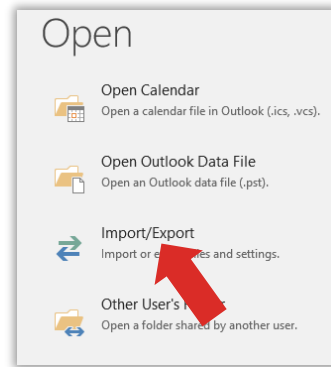 Open
Open Calendar
Open a calendar file in Outlook (.ics, .vcs).
Open Outlook Data File
Open an Outlook data file (.pst).
Import/Export
Import or and settings.
Other User's
Open a folder shared by another user.